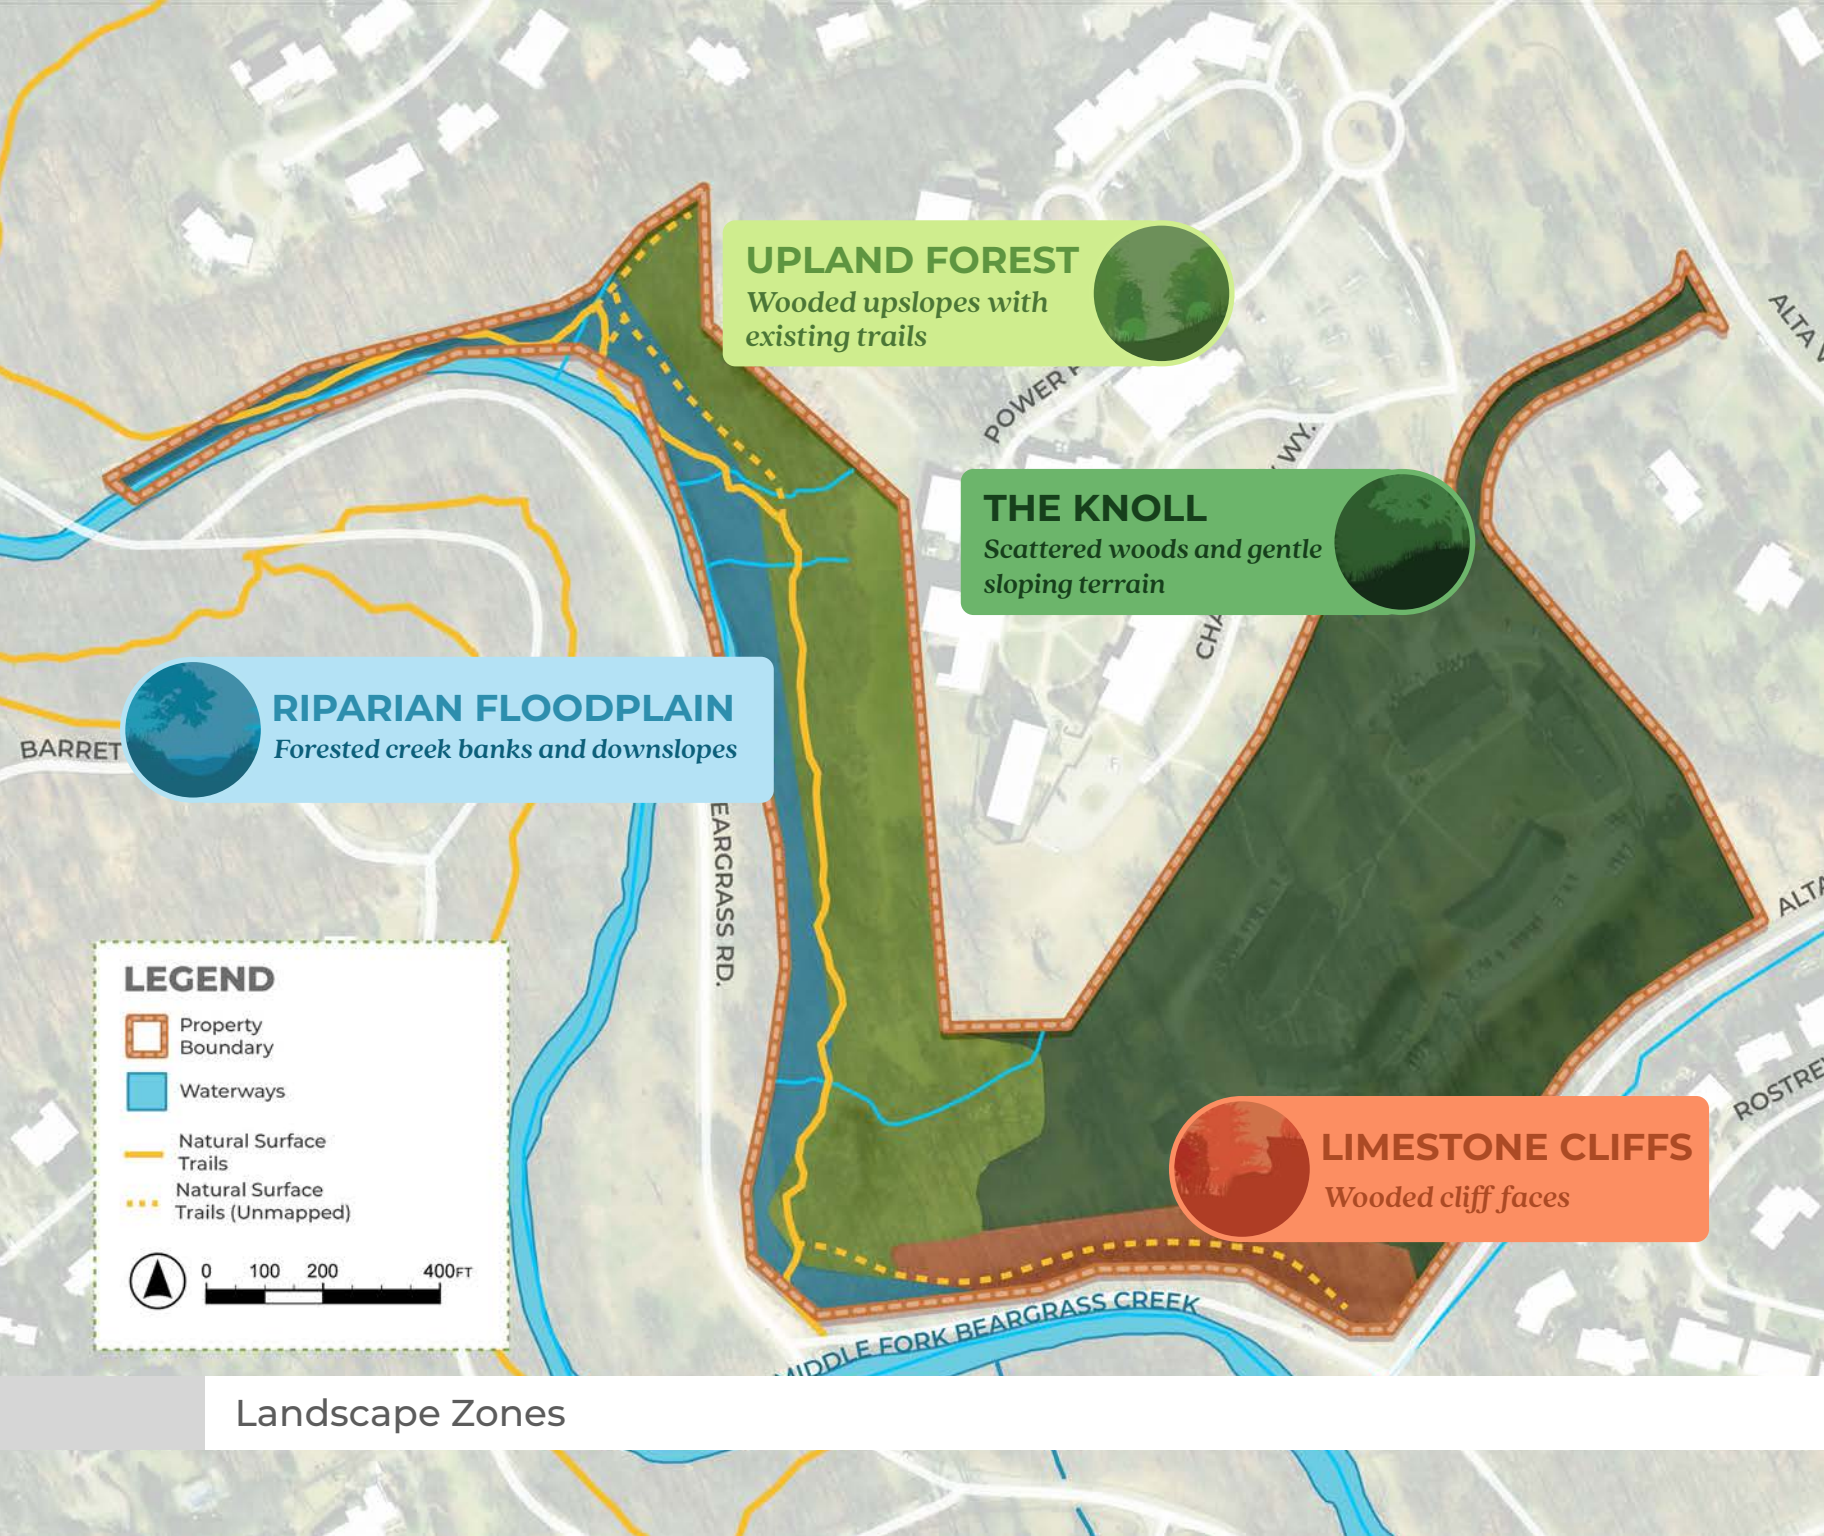 UPLAND FOREST
Wooded upslopes with
existing trails
ALTA
POWER
WY.
THE KNOLL
Scattered woods and gentle
sloping terrain
CHA
RIPARIAN FLOODPLAIN
Forested creek banks and downslopes
BARRET
EARGRASS RD.
ALTA
LEGEND
Property
Boundary
Waterways
Natural Surface
Trails
Natural Surface
Trails (Unmapped)
0 100 200 400FT
ROSTRE
LIMESTONE CLIFFS
Wooded cliff faces
MIDDLE FORK BEARGRASS CREEK
Landscape Zones